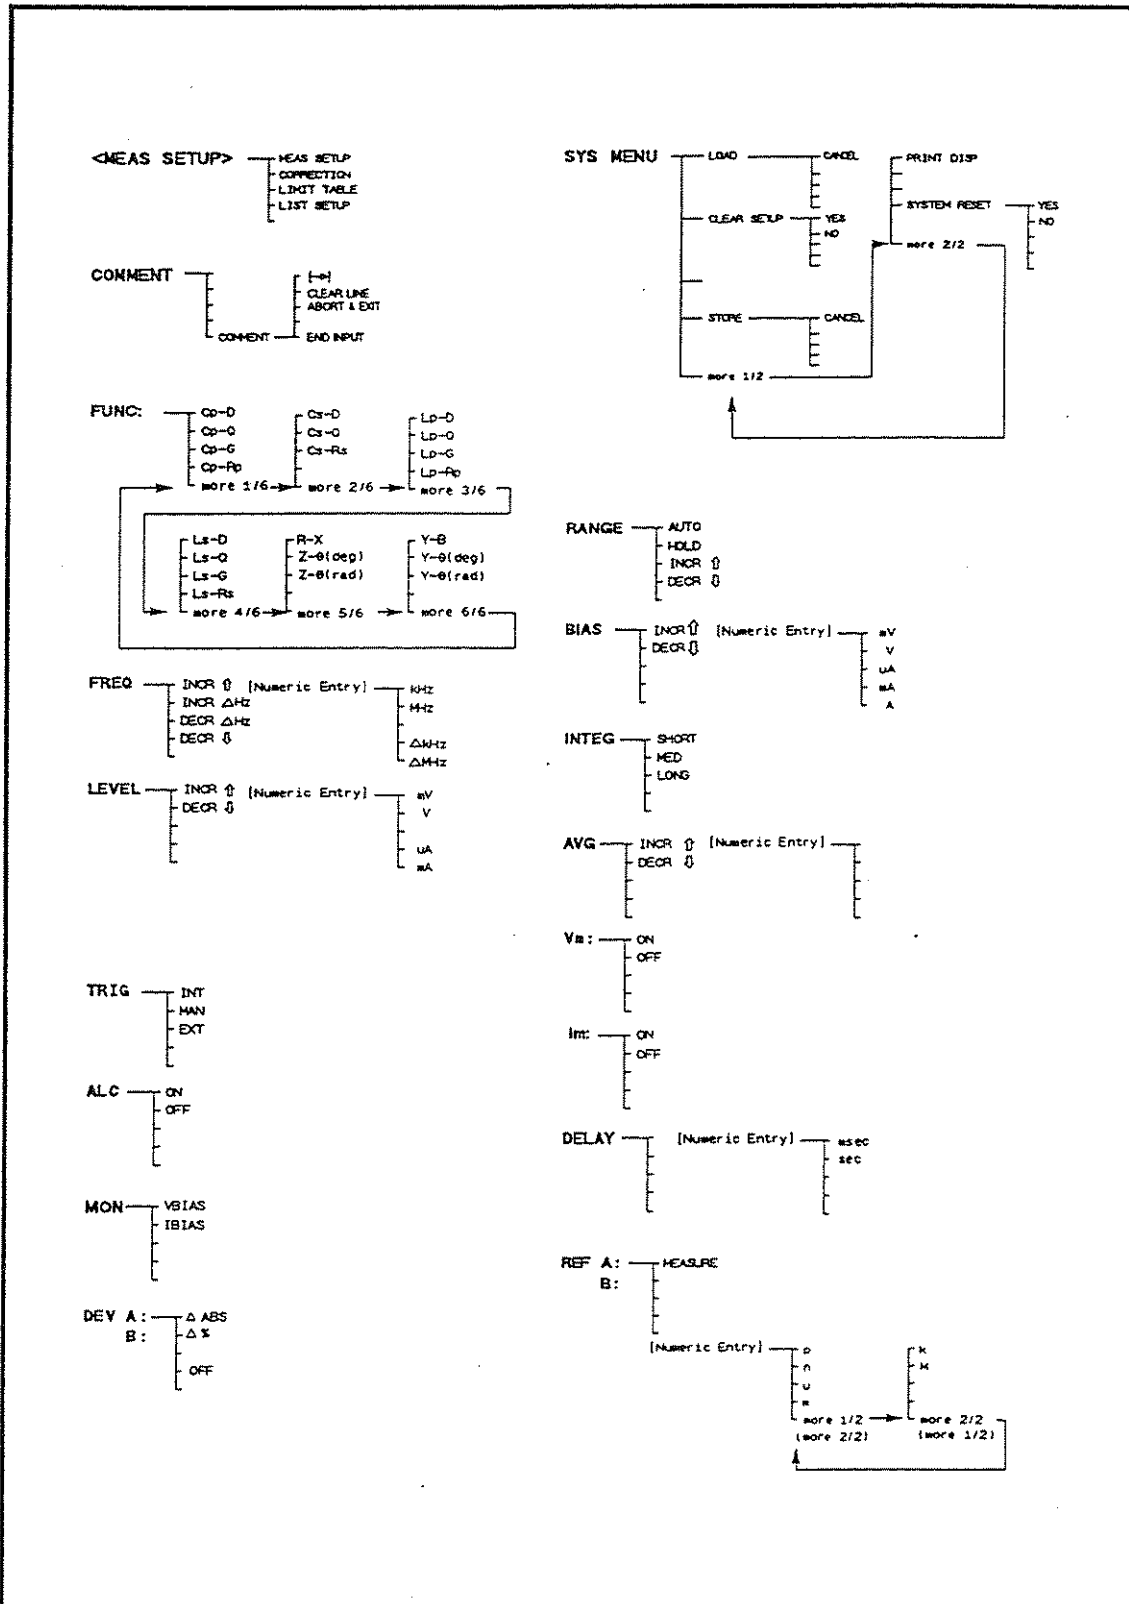 <MEAS SETUP>
MEAS SETUP
CORRECTION
LIMIT TABLE
LIST SETUP
COMMENT
CLEAR LINE
ABORT & EXIT
COMMENT
END INPUT
FUNC:
Cp-D
Cp-Q
Cp-G
Cp-Rp
more 1/6
Cs-D
Cs-Q
Cs-Rs
more 2/6
Lp-D
Lp-Q
Lp-G
Lp-Rp
more 3/6
Ls-D
Ls-Q
Ls-G
Ls-Rs
more 4/6
R-X
Z-θ(deg)
Z-θ(rad)
more 5/6
Y-B
Y-θ(deg)
Y-θ(rad)
more 6/6
FREQ
INCR ⇧ [Numeric Entry]
INCR ΔHz
DECR ΔHz
DECR ⇩
kHz
MHz
ΔkHz
ΔMHz
LEVEL
INCR ⇧ [Numeric Entry]
DECR ⇩
mV
V
uA
mA
TRIG
INT
MAN
EXT
ALC
ON
OFF
MON
VBIAS
IBIAS
DEV A:
B:
Δ ABS
Δ %
OFF
SYS MENU
LOAD
CANCEL
CLEAR SETUP
YES
NO
STORE
CANCEL
more 1/2
PRINT DISP
SYSTEM RESET
YES
NO
more 2/2
RANGE
AUTO
HOLD
INCR ⇧
DECR ⇩
BIAS
INCR ⇧ [Numeric Entry]
DECR ⇩
mV
V
uA
mA
A
INTEG
SHORT
MED
LONG
AVG
INCR ⇧ [Numeric Entry]
DECR ⇩
Vm:
ON
OFF
Im:
ON
OFF
DELAY
[Numeric Entry]
msec
sec
REF A:
B:
MEASURE
[Numeric Entry]
p
n
u
m
more 1/2
(more 2/2)
k
M
more 2/2
(more 1/2)